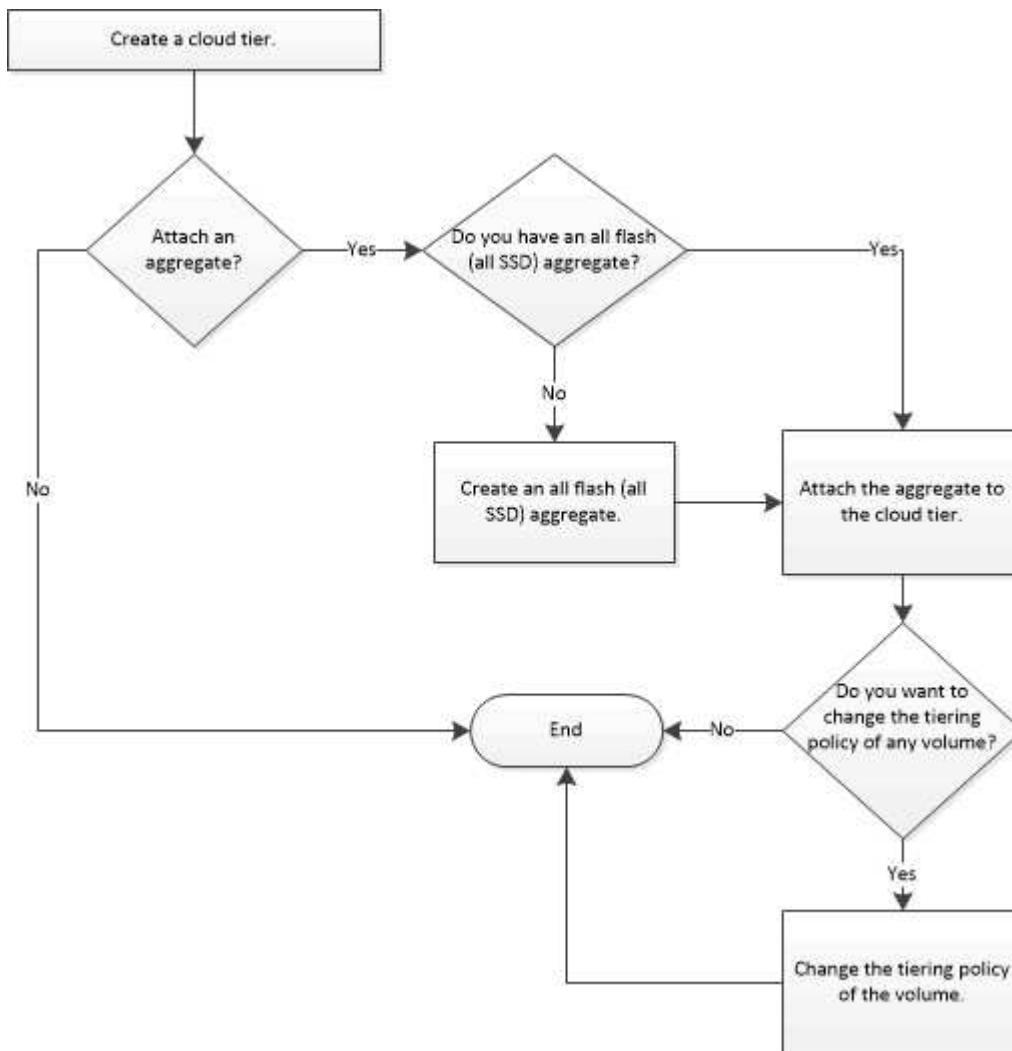 Create a cloud tier.
Attach an
aggregate?
Yes
Do you have an all flash
(all SSD) aggregate?
Yes
No
No
Create an all flash (all
SSD) aggregate.
Attach the aggregate to
the cloud tier.
Do you want to
change the tiering
policy of any volume?
No
End
Yes
Change the tiering policy
of the volume.